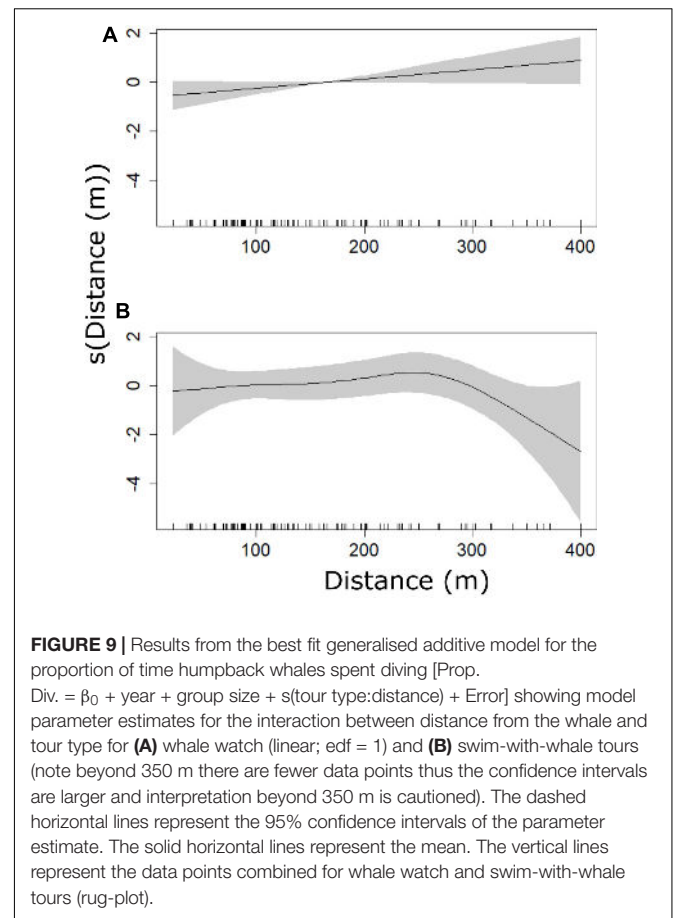 A
2
0
-2
-4
100
200
300
400
s(Distance (m))
B
2
0
-2
-4
100
200
300
400
Distance (m)
FIGURE 9 | Results from the best fit generalised additive model for the
proportion of time humpback whales spent diving [Prop.
Div. = β0 + year + group size + s(tour type:distance) + Error] showing model
parameter estimates for the interaction between distance from the whale and
tour type for (A) whale watch (linear; edf = 1) and (B) swim-with-whale tours
(note beyond 350 m there are fewer data points thus the confidence intervals
are larger and interpretation beyond 350 m is cautioned). The dashed
horizontal lines represent the 95% confidence intervals of the parameter
estimate. The solid horizontal lines represent the mean. The vertical lines
represent the data points combined for whale watch and swim-with-whale
tours (rug-plot).